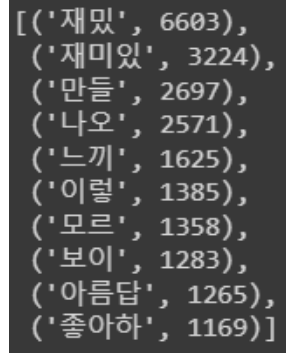 [('재밌', 6603),
('재미있', 3224),
('만들', 2697),
('나오', 2571),
('느끼', 1625),
('이렇', 1385),
('모르', 1358),
('보이', 1283),
('아름답', 1265),
('좋아하', 1169)]